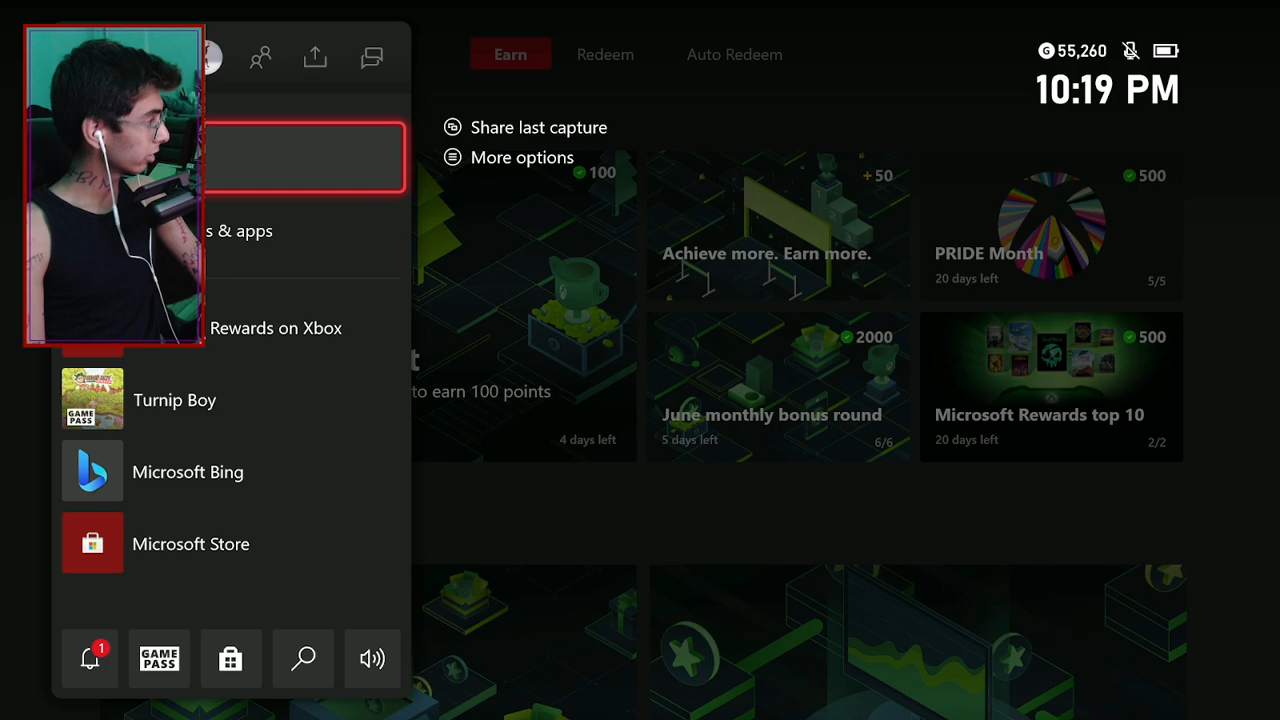 Earn
Redeem
Auto Redeem
G 55,260
10:19 PM
Share last capture
More options
s & apps
Rewards on Xbox
Turnip Boy
GAME
PASS
Microsoft Bing
Microsoft Store
1
GAME
PASS
100
t
to earn 100 points
4 days left
+50
Achieve more. Earn more.
500
PRIDE Month
20 days left
5/5
2000
June monthly bonus round
5 days left
6/6
500
Microsoft Rewards top 10
20 days left
2/2